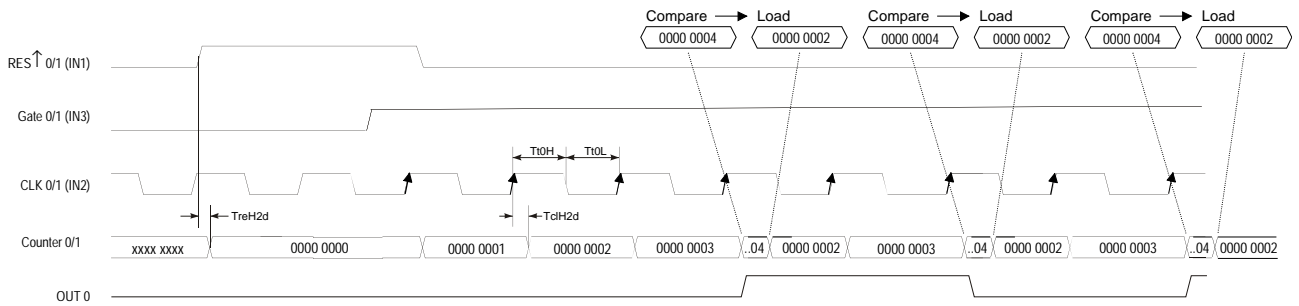 Compare → Load Compare → Load Compare → Load
0000 0004 0000 0002 0000 0004 0000 0002 0000 0004 0000 0002
RES↑ 0/1 (IN1)
Gate 0/1 (IN3)
Tt0H Tt0L
CLK 0/1 (IN2)
TreH2d TclH2d
Counter 0/1 xxxx xxxx 0000 0000 0000 0001 0000 0002 0000 0003 ..04 0000 0002 0000 0003 ..04 0000 0002 0000 0003 ..04 0000 0002
OUT 0